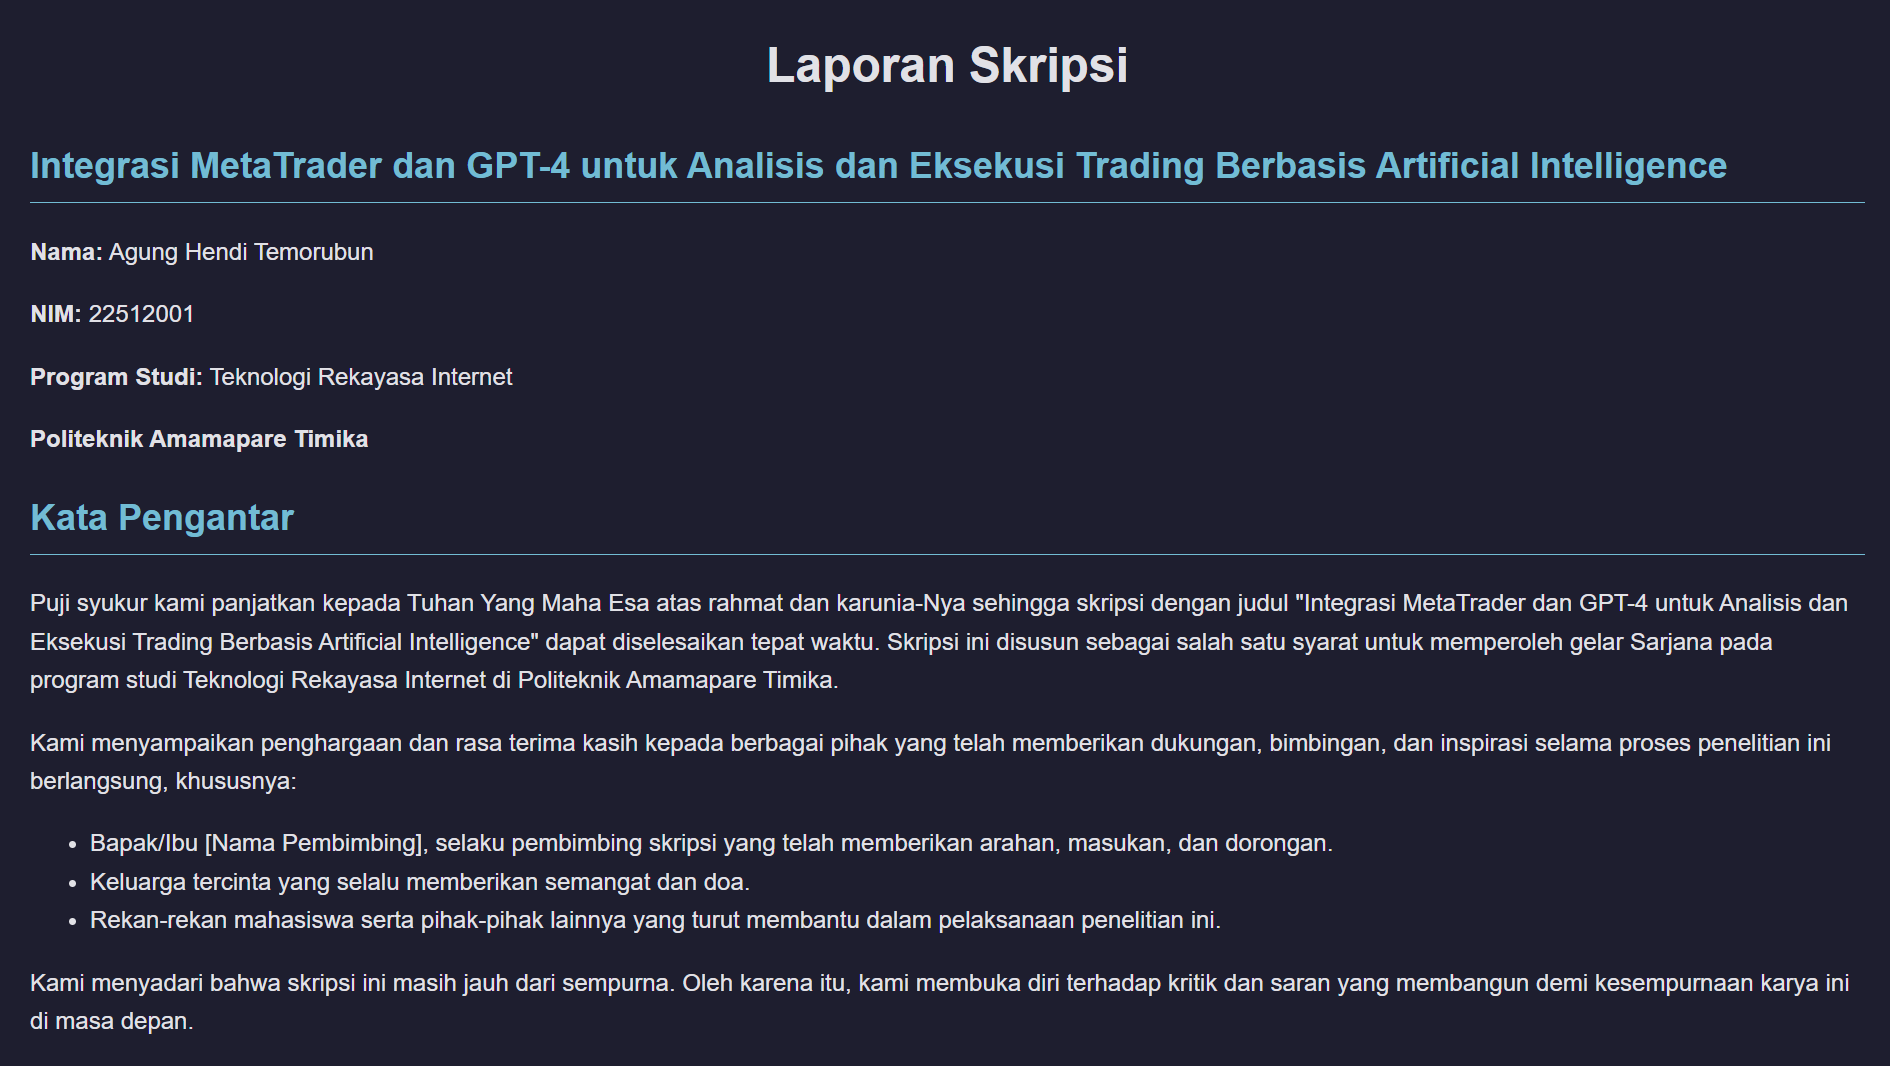 Laporan Skripsi
Integrasi MetaTrader dan GPT-4 untuk Analisis dan Eksekusi Trading Berbasis Artificial Intelligence
Nama: Agung Hendi Temorubun
NIM: 22512001
Program Studi: Teknologi Rekayasa Internet
Politeknik Amamapare Timika
Kata Pengantar
Puji syukur kami panjatkan kepada Tuhan Yang Maha Esa atas rahmat dan karunia-Nya sehingga skripsi dengan judul "Integrasi MetaTrader dan GPT-4 untuk Analisis dan
Eksekusi Trading Berbasis Artificial Intelligence" dapat diselesaikan tepat waktu. Skripsi ini disusun sebagai salah satu syarat untuk memperoleh gelar Sarjana pada
program studi Teknologi Rekayasa Internet di Politeknik Amamapare Timika.
Kami menyampaikan penghargaan dan rasa terima kasih kepada berbagai pihak yang telah memberikan dukungan, bimbingan, dan inspirasi selama proses penelitian ini
berlangsung, khususnya:
• Bapak/Ibu [Nama Pembimbing], selaku pembimbing skripsi yang telah memberikan arahan, masukan, dan dorongan.
• Keluarga tercinta yang selalu memberikan semangat dan doa.
• Rekan-rekan mahasiswa serta pihak-pihak lainnya yang turut membantu dalam pelaksanaan penelitian ini.
Kami menyadari bahwa skripsi ini masih jauh dari sempurna. Oleh karena itu, kami membuka diri terhadap kritik dan saran yang membangun demi kesempurnaan karya ini
di masa depan.